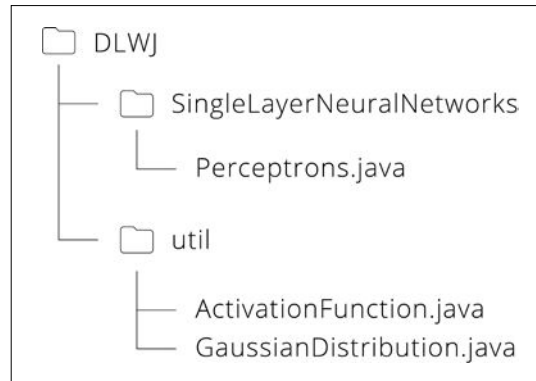 DLWJ
SingleLayerNeuralNetworks
Perceptrons.java
util
ActivationFunction.java
GaussianDistribution.java